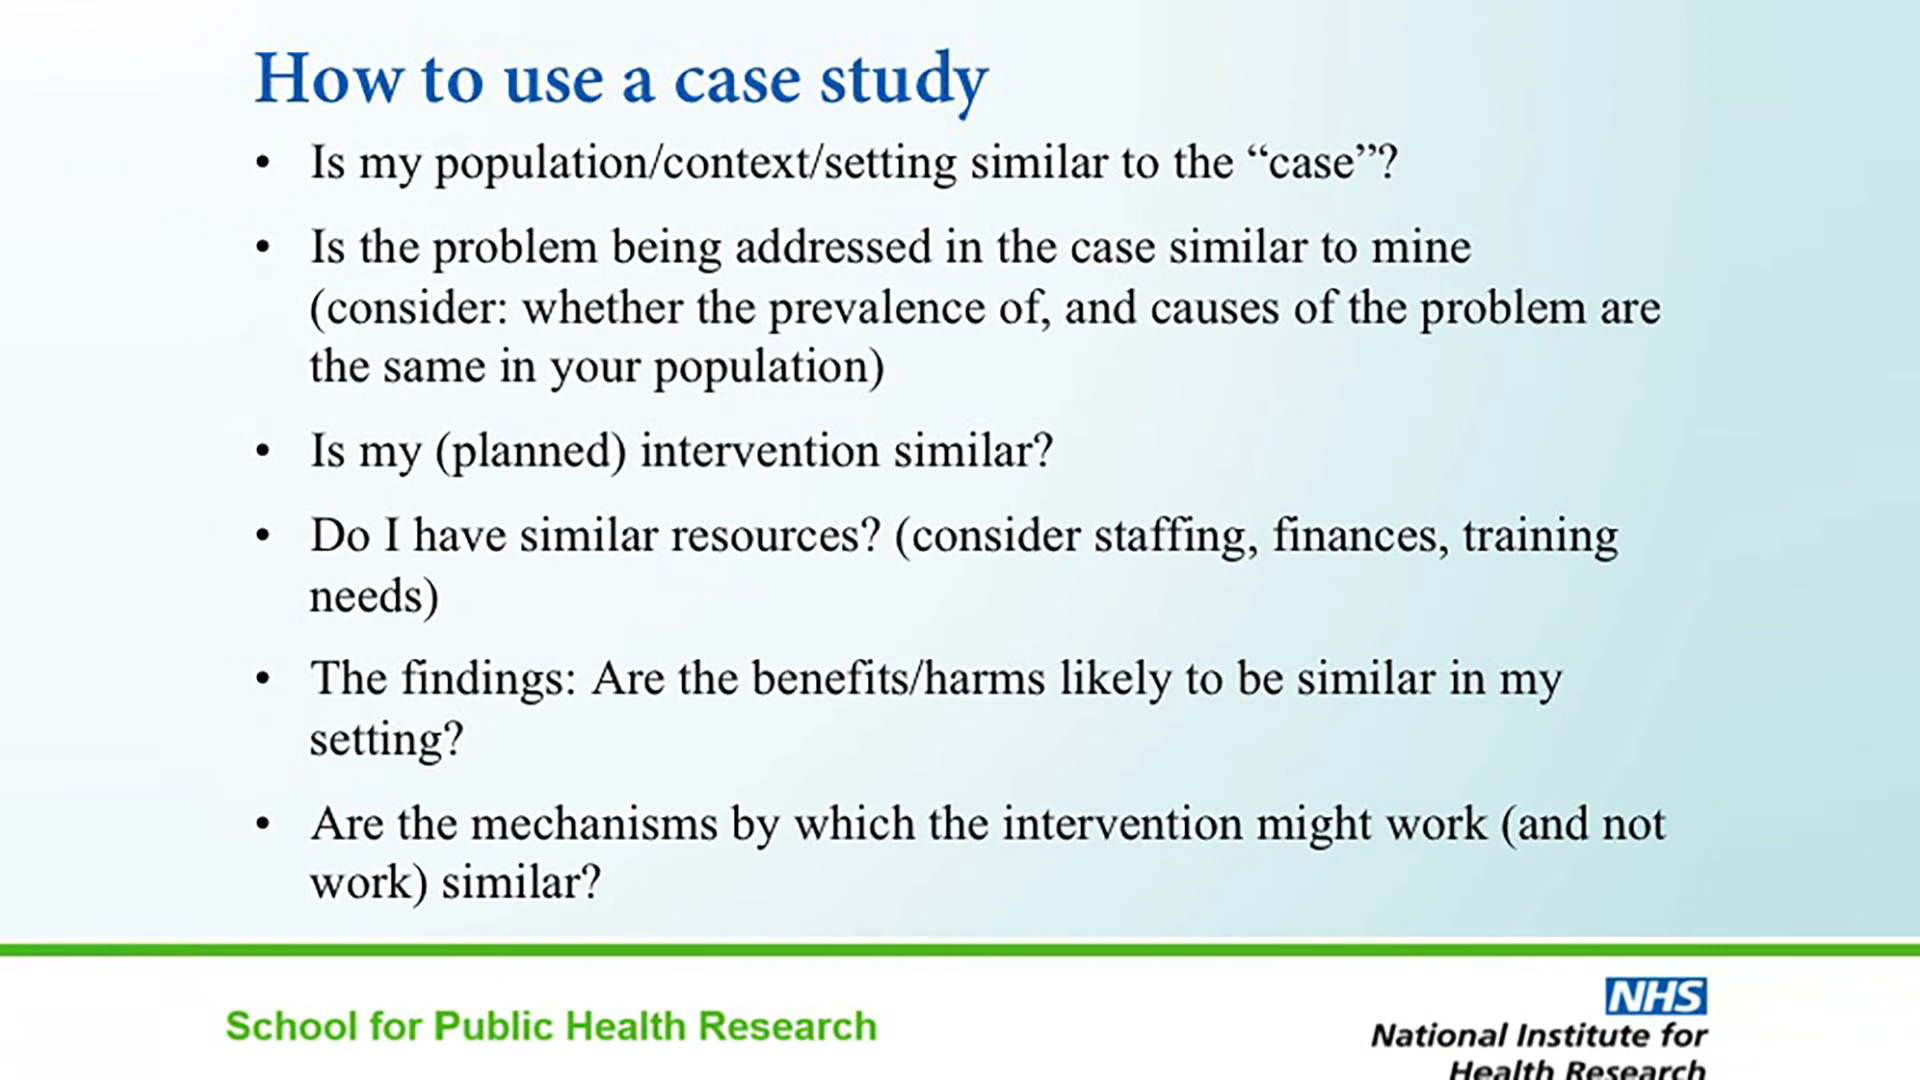 How to use a case study
• Is my population/context/setting similar to the “case”?
• Is the problem being addressed in the case similar to mine
(consider: whether the prevalence of, and causes of the problem are
the same in your population)
• Is my (planned) intervention similar?
• Do I have similar resources? (consider staffing, finances, training
needs)
• The findings: Are the benefits/harms likely to be similar in my
setting?
• Are the mechanisms by which the intervention might work (and not
work) similar?
School for Public Health Research
NHS
National Institute for
Health Research